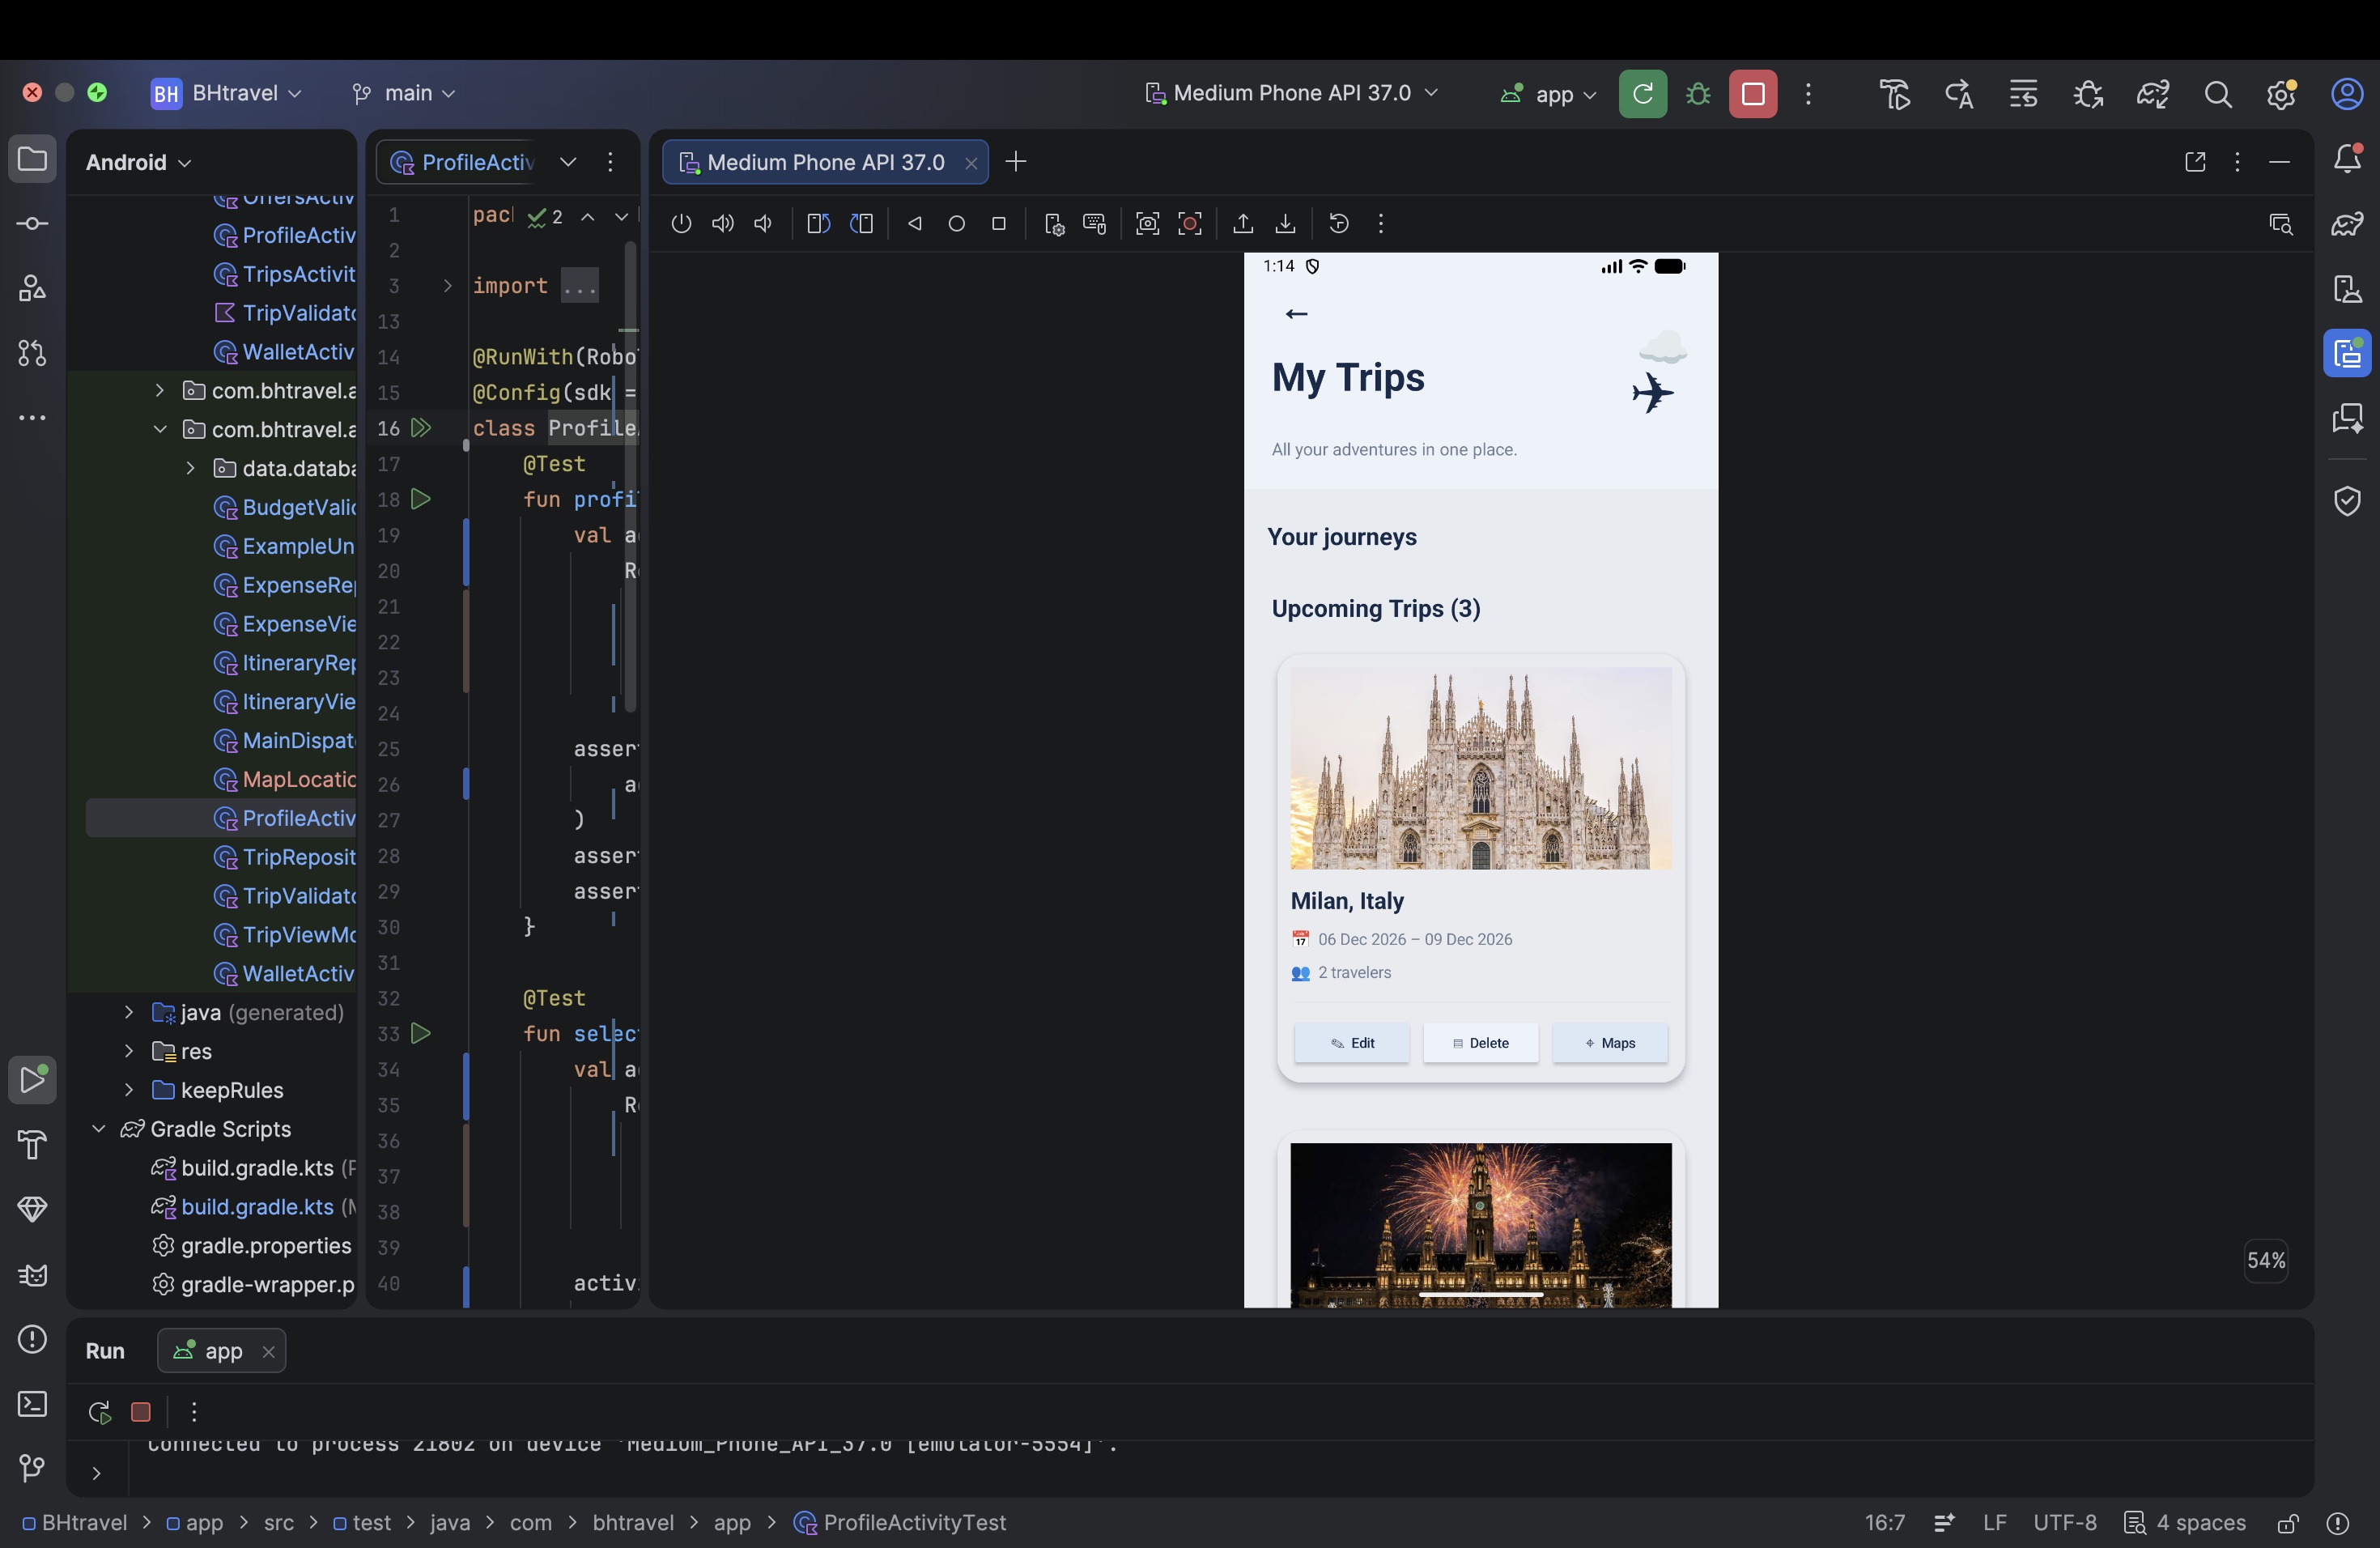 BH BHtravel
main
Medium Phone API 37.0
app
Android
ProfileActiv
Medium Phone API 37.0
ProfileActiv
TripsActivit
TripValidato
WalletActiv
com.bhtravel.a
com.bhtravel.a
data.databa
BudgetValid
ExampleUn
ExpenseRep
ExpenseVie
ItineraryRep
ItineraryVie
MainDispat
MapLocatio
ProfileActiv
TripReposit
TripValidato
TripViewMo
WalletActiv
java (generated)
res
keepRules
Gradle Scripts
build.gradle.kts (P
build.gradle.kts (M
gradle.properties
gradle-wrapper.p
1 pac 2
2
3 import ...
13
14 @RunWith(Robo
15 @Config(sdk =
16 class Profile
17 @Test
18 fun profi
19 val a
20 R
21
22
23
24
25 asser
26 a
27 )
28 asser
29 asser
30 }
31
32 @Test
33 fun selec
34 val a
35 R
36
37
38
39
40 activ
1:14
←
My Trips
All your adventures in one place.
Your journeys
Upcoming Trips (3)
Milan, Italy
06 Dec 2026 – 09 Dec 2026
2 travelers
Edit Delete Maps
54%
Run app
Connected to process 21802 on device 'Medium_Phone_API_37.0 [emulator-5554]'.
BHtravel > app > src > test > java > com > bhtravel > app > ProfileActivityTest
16:7 LF UTF-8 4 spaces